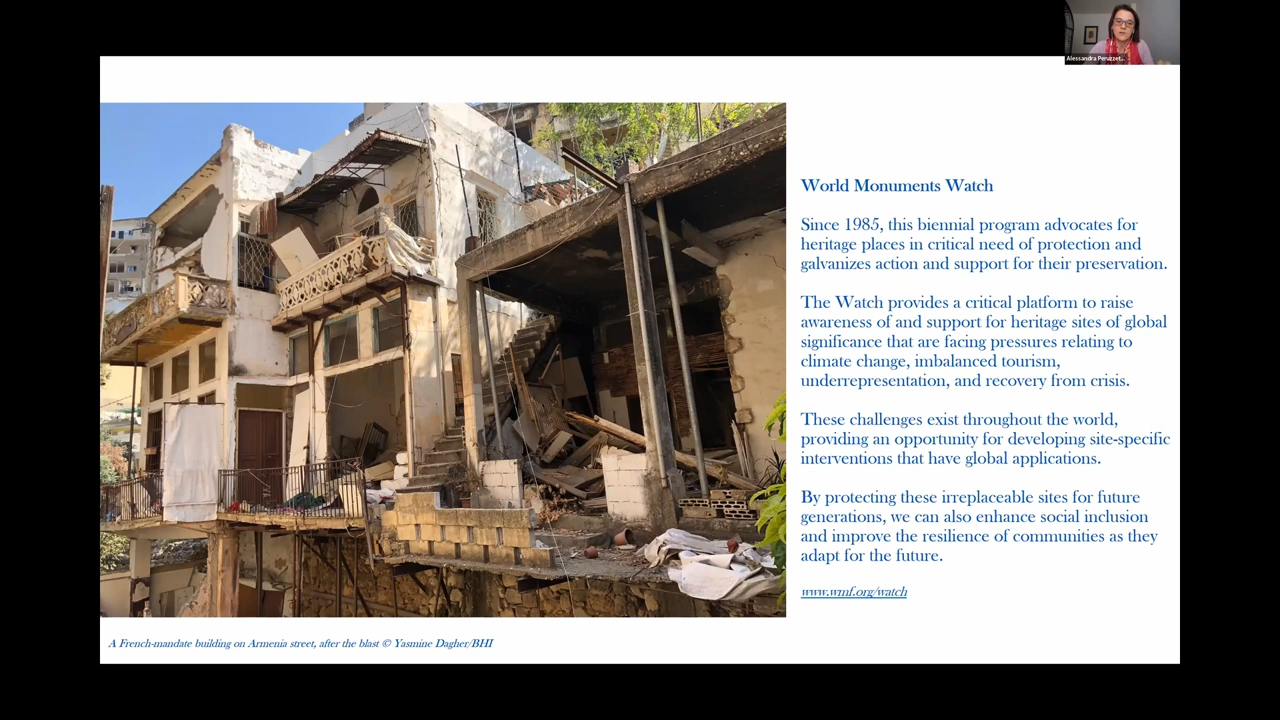 Alessandra Peruzzet...
World Monuments Watch
Since 1985, this biennial program advocates for
heritage places in critical need of protection and
galvanizes action and support for their preservation.
The Watch provides a critical platform to raise
awareness of and support for heritage sites of global
significance that are facing pressures relating to
climate change, imbalanced tourism,
underrepresentation, and recovery from crisis.
These challenges exist throughout the world,
providing an opportunity for developing site-specific
interventions that have global applications.
By protecting these irreplaceable sites for future
generations, we can also enhance social inclusion
and improve the resilience of communities as they
adapt for the future.
www.wmf.org/watch
A French-mandate building on Armenia street, after the blast © Yasmine Dagher/BHI